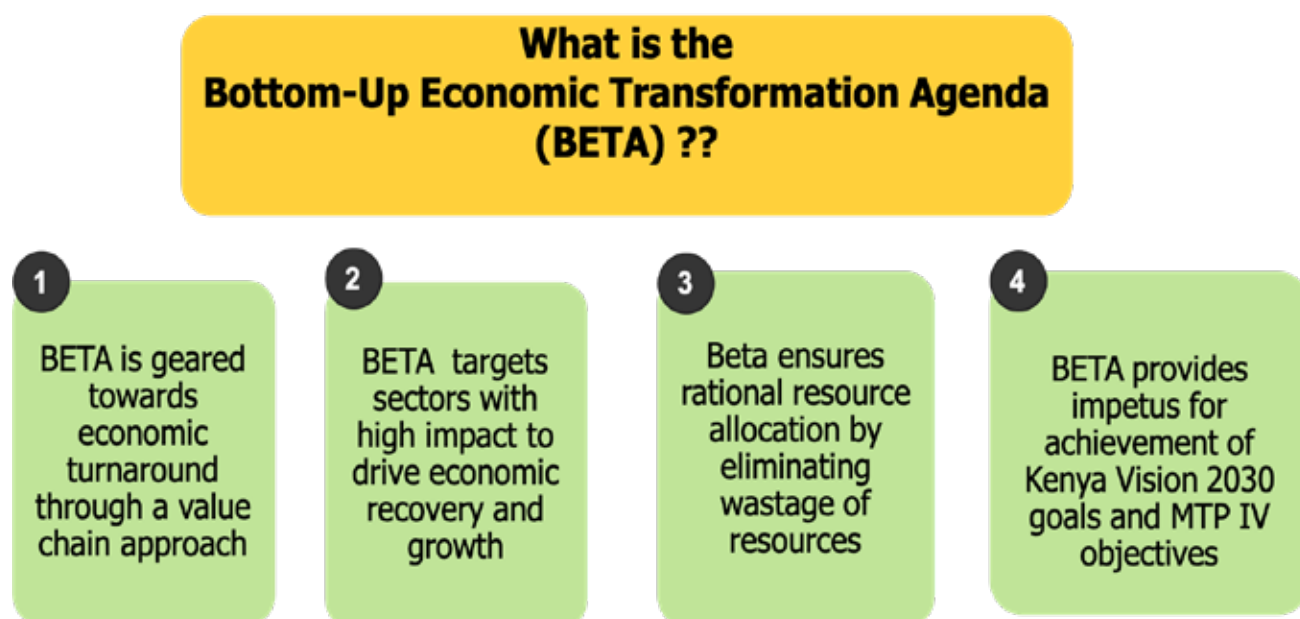 What is the
Bottom-Up Economic Transformation Agenda
(BETA) ??
1
BETA is geared
towards
economic
turnaround
through a value
chain approach
2
BETA targets
sectors with
high impact to
drive economic
recovery and
growth
3
Beta ensures
rational resource
allocation by
eliminating
wastage of
resources
4
BETA provides
impetus for
achievement of
Kenya Vision 2030
goals and MTP IV
objectives